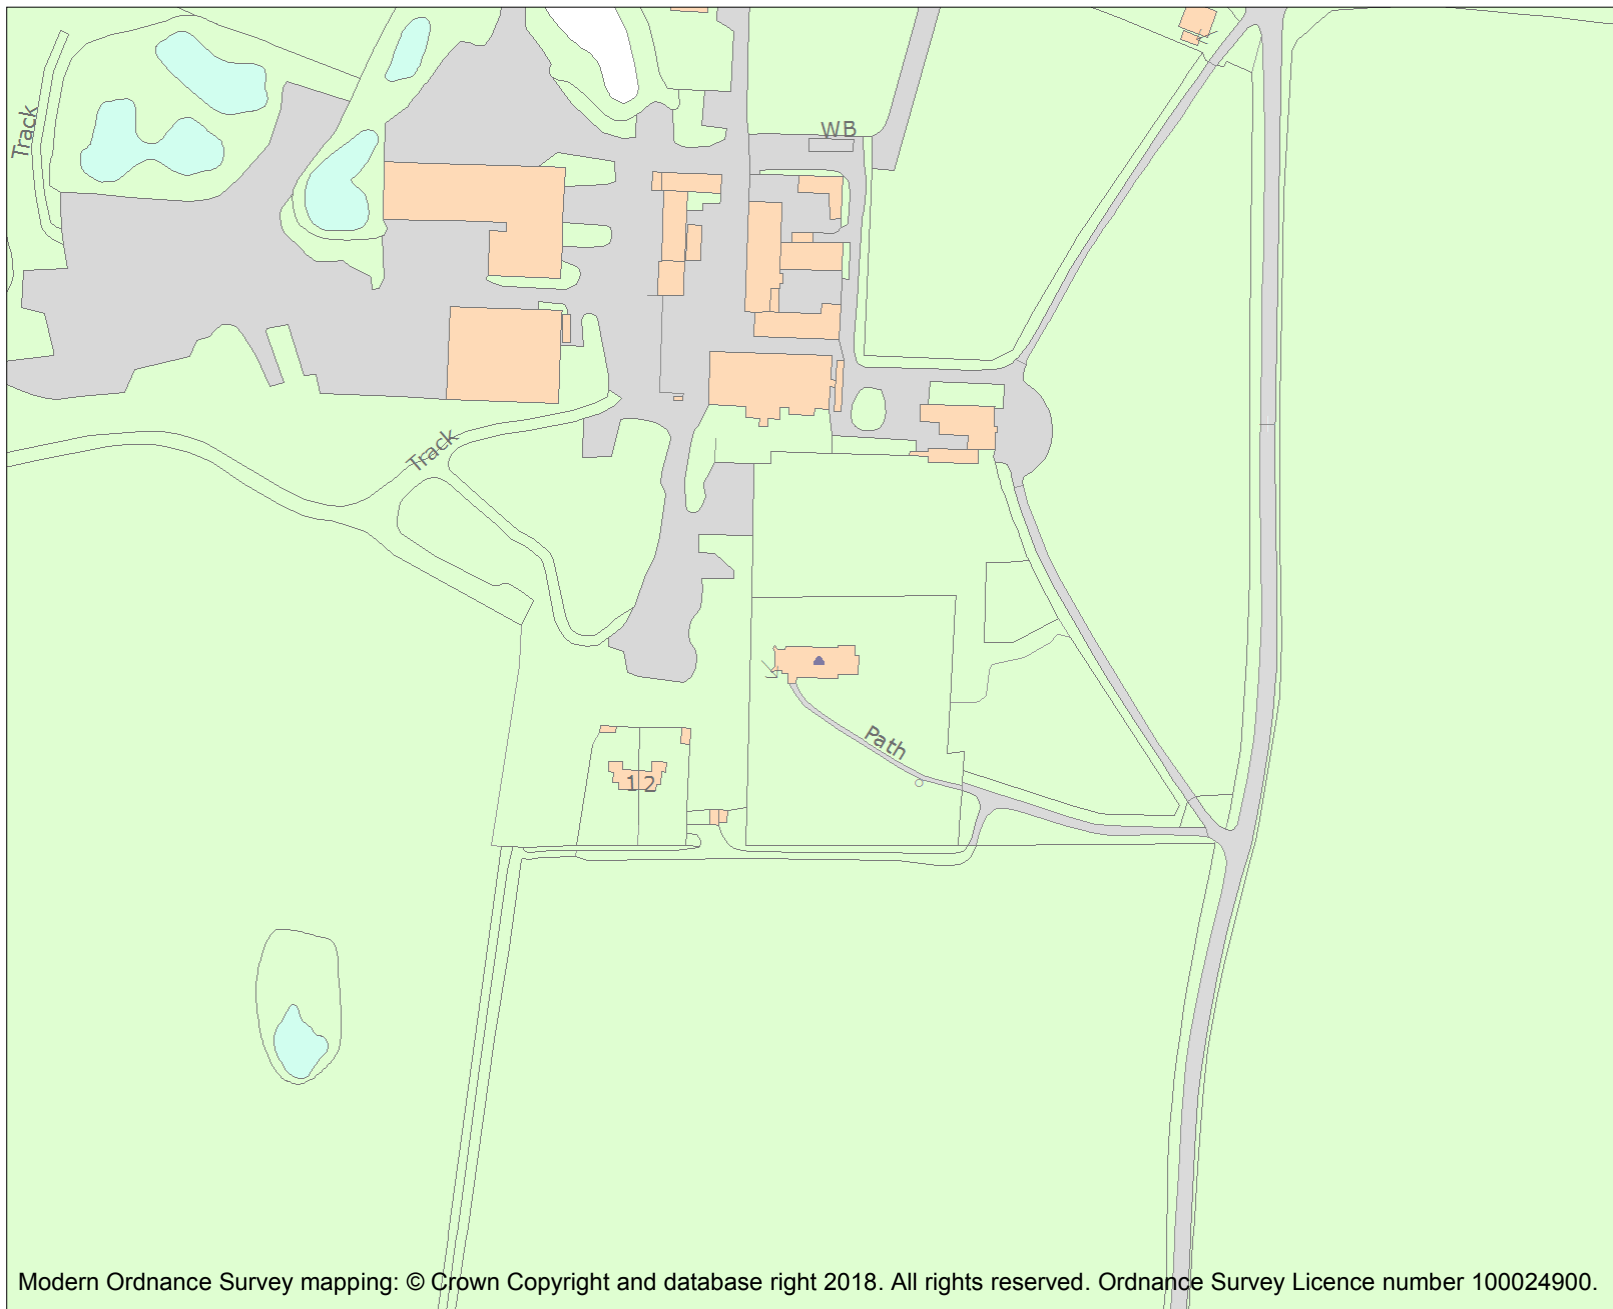 Track
WB
Track
Path
1 2
Modern Ordnance Survey mapping: © Crown Copyright and database right 2018. All rights reserved. Ordnance Survey Licence number 100024900.